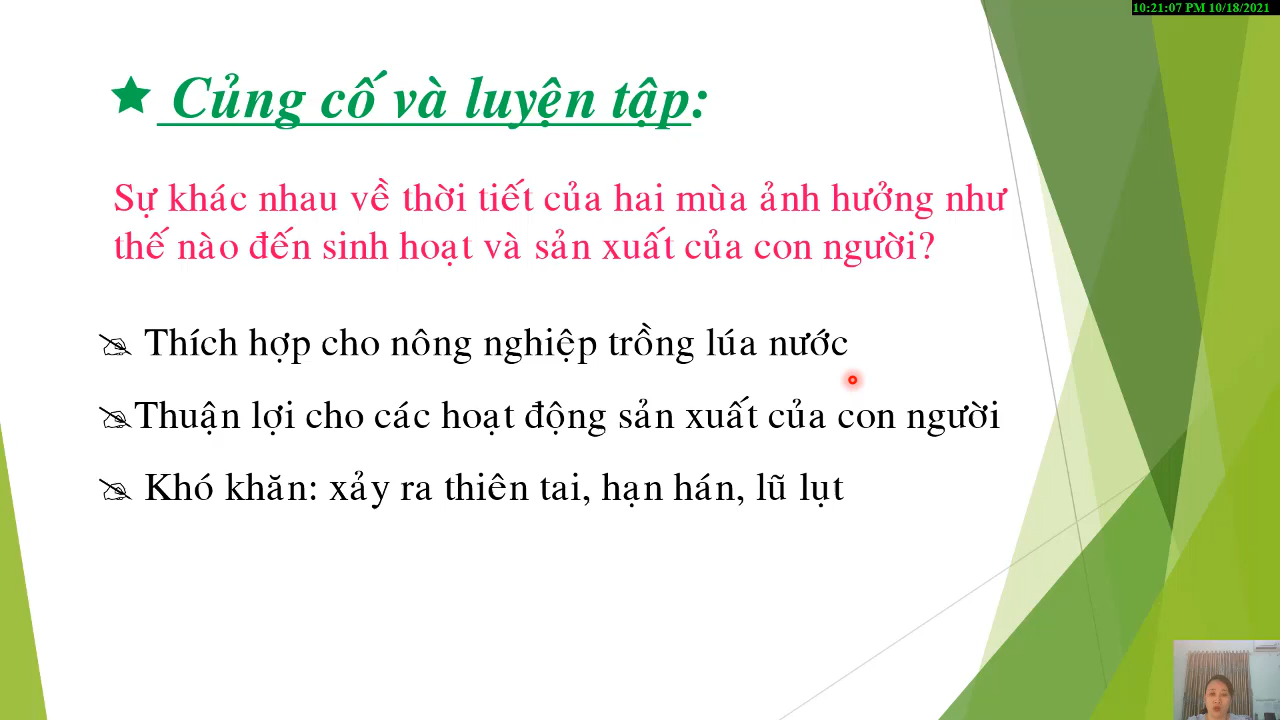 10:21:07 PM 10/18/2021
Củng cố và luyện tập:
Sự khác nhau về thời tiết của hai mùa ảnh hưởng như
thế nào đến sinh hoạt và sản xuất của con người?
Thích hợp cho nông nghiệp trồng lúa nước
Thuận lợi cho các hoạt động sản xuất của con người
Khó khăn: xảy ra thiên tai, hạn hán, lũ lụt